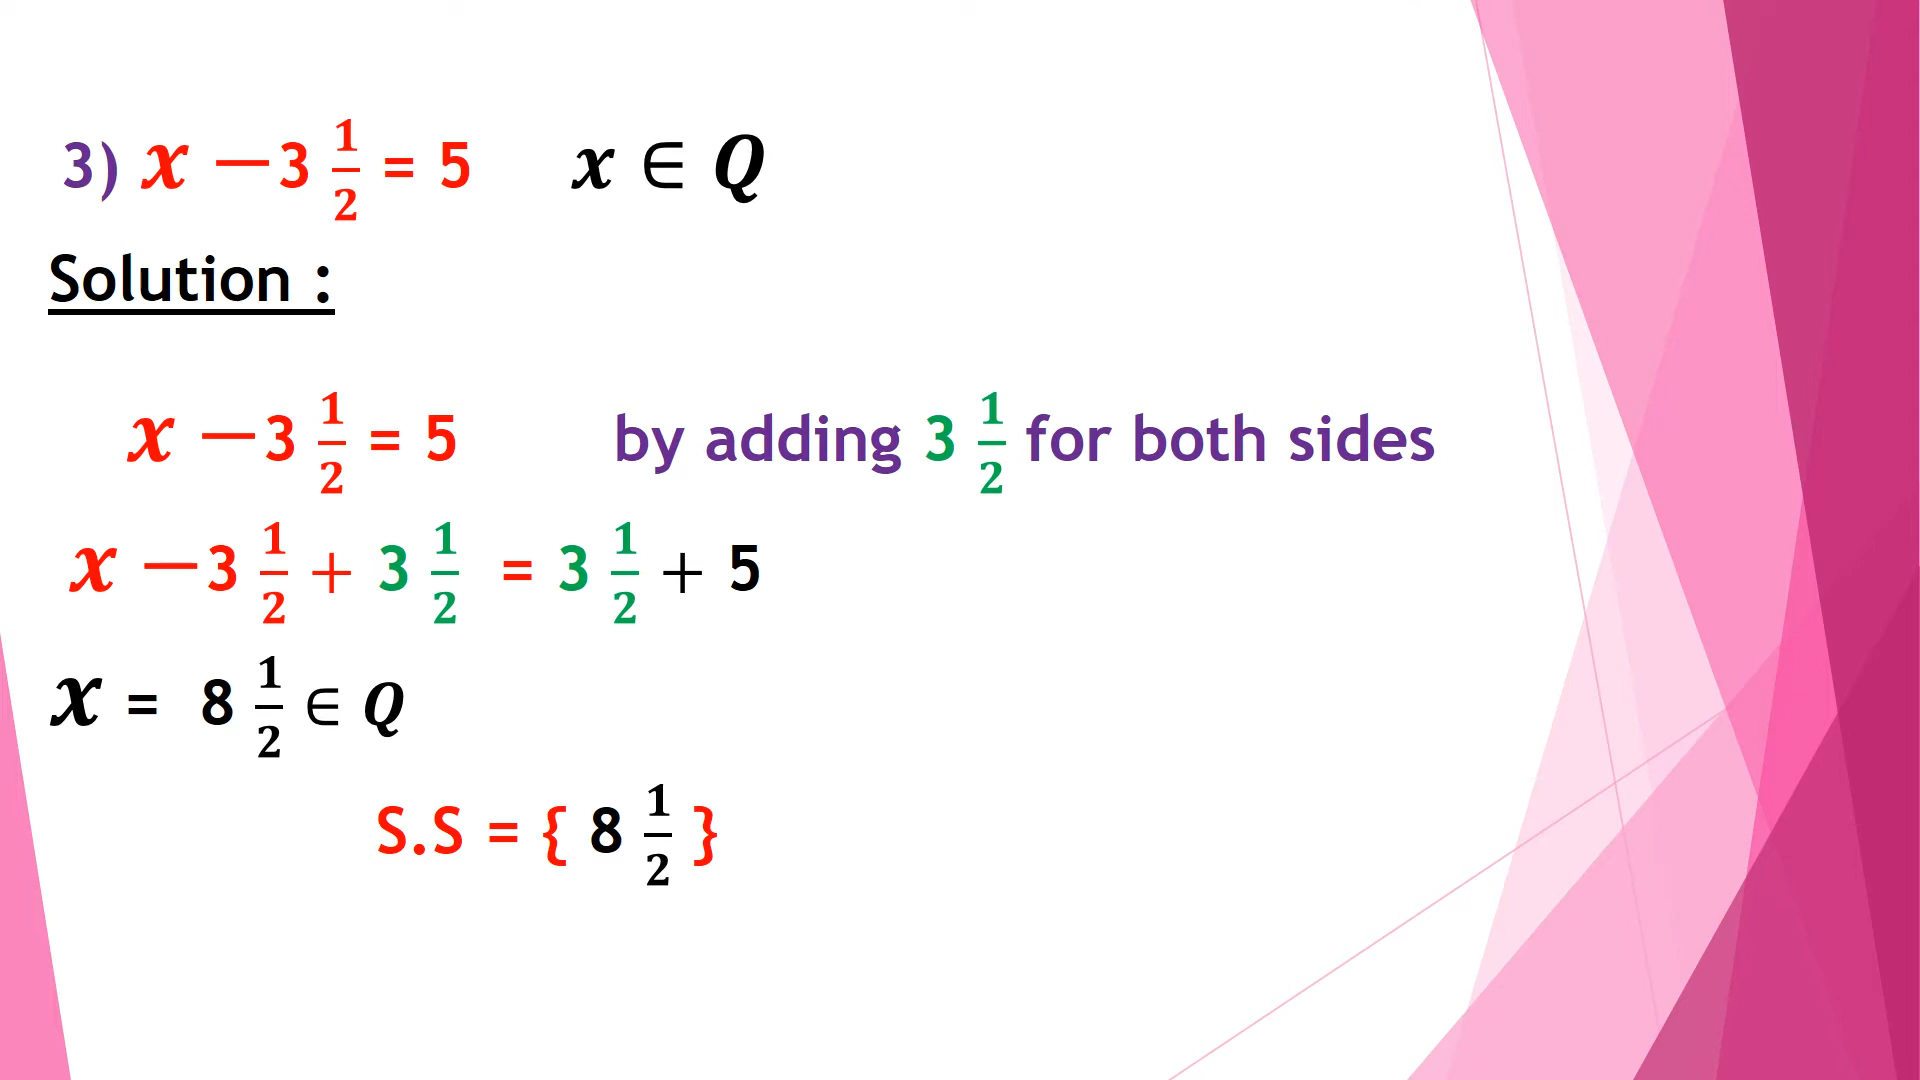 3) x − 3 1/2 = 5 x ∈ Q
Solution :
x − 3 1/2 = 5 by adding 3 1/2 for both sides
x − 3 1/2 + 3 1/2 = 3 1/2 + 5
x = 8 1/2 ∈ Q
S.S = { 8 1/2 }